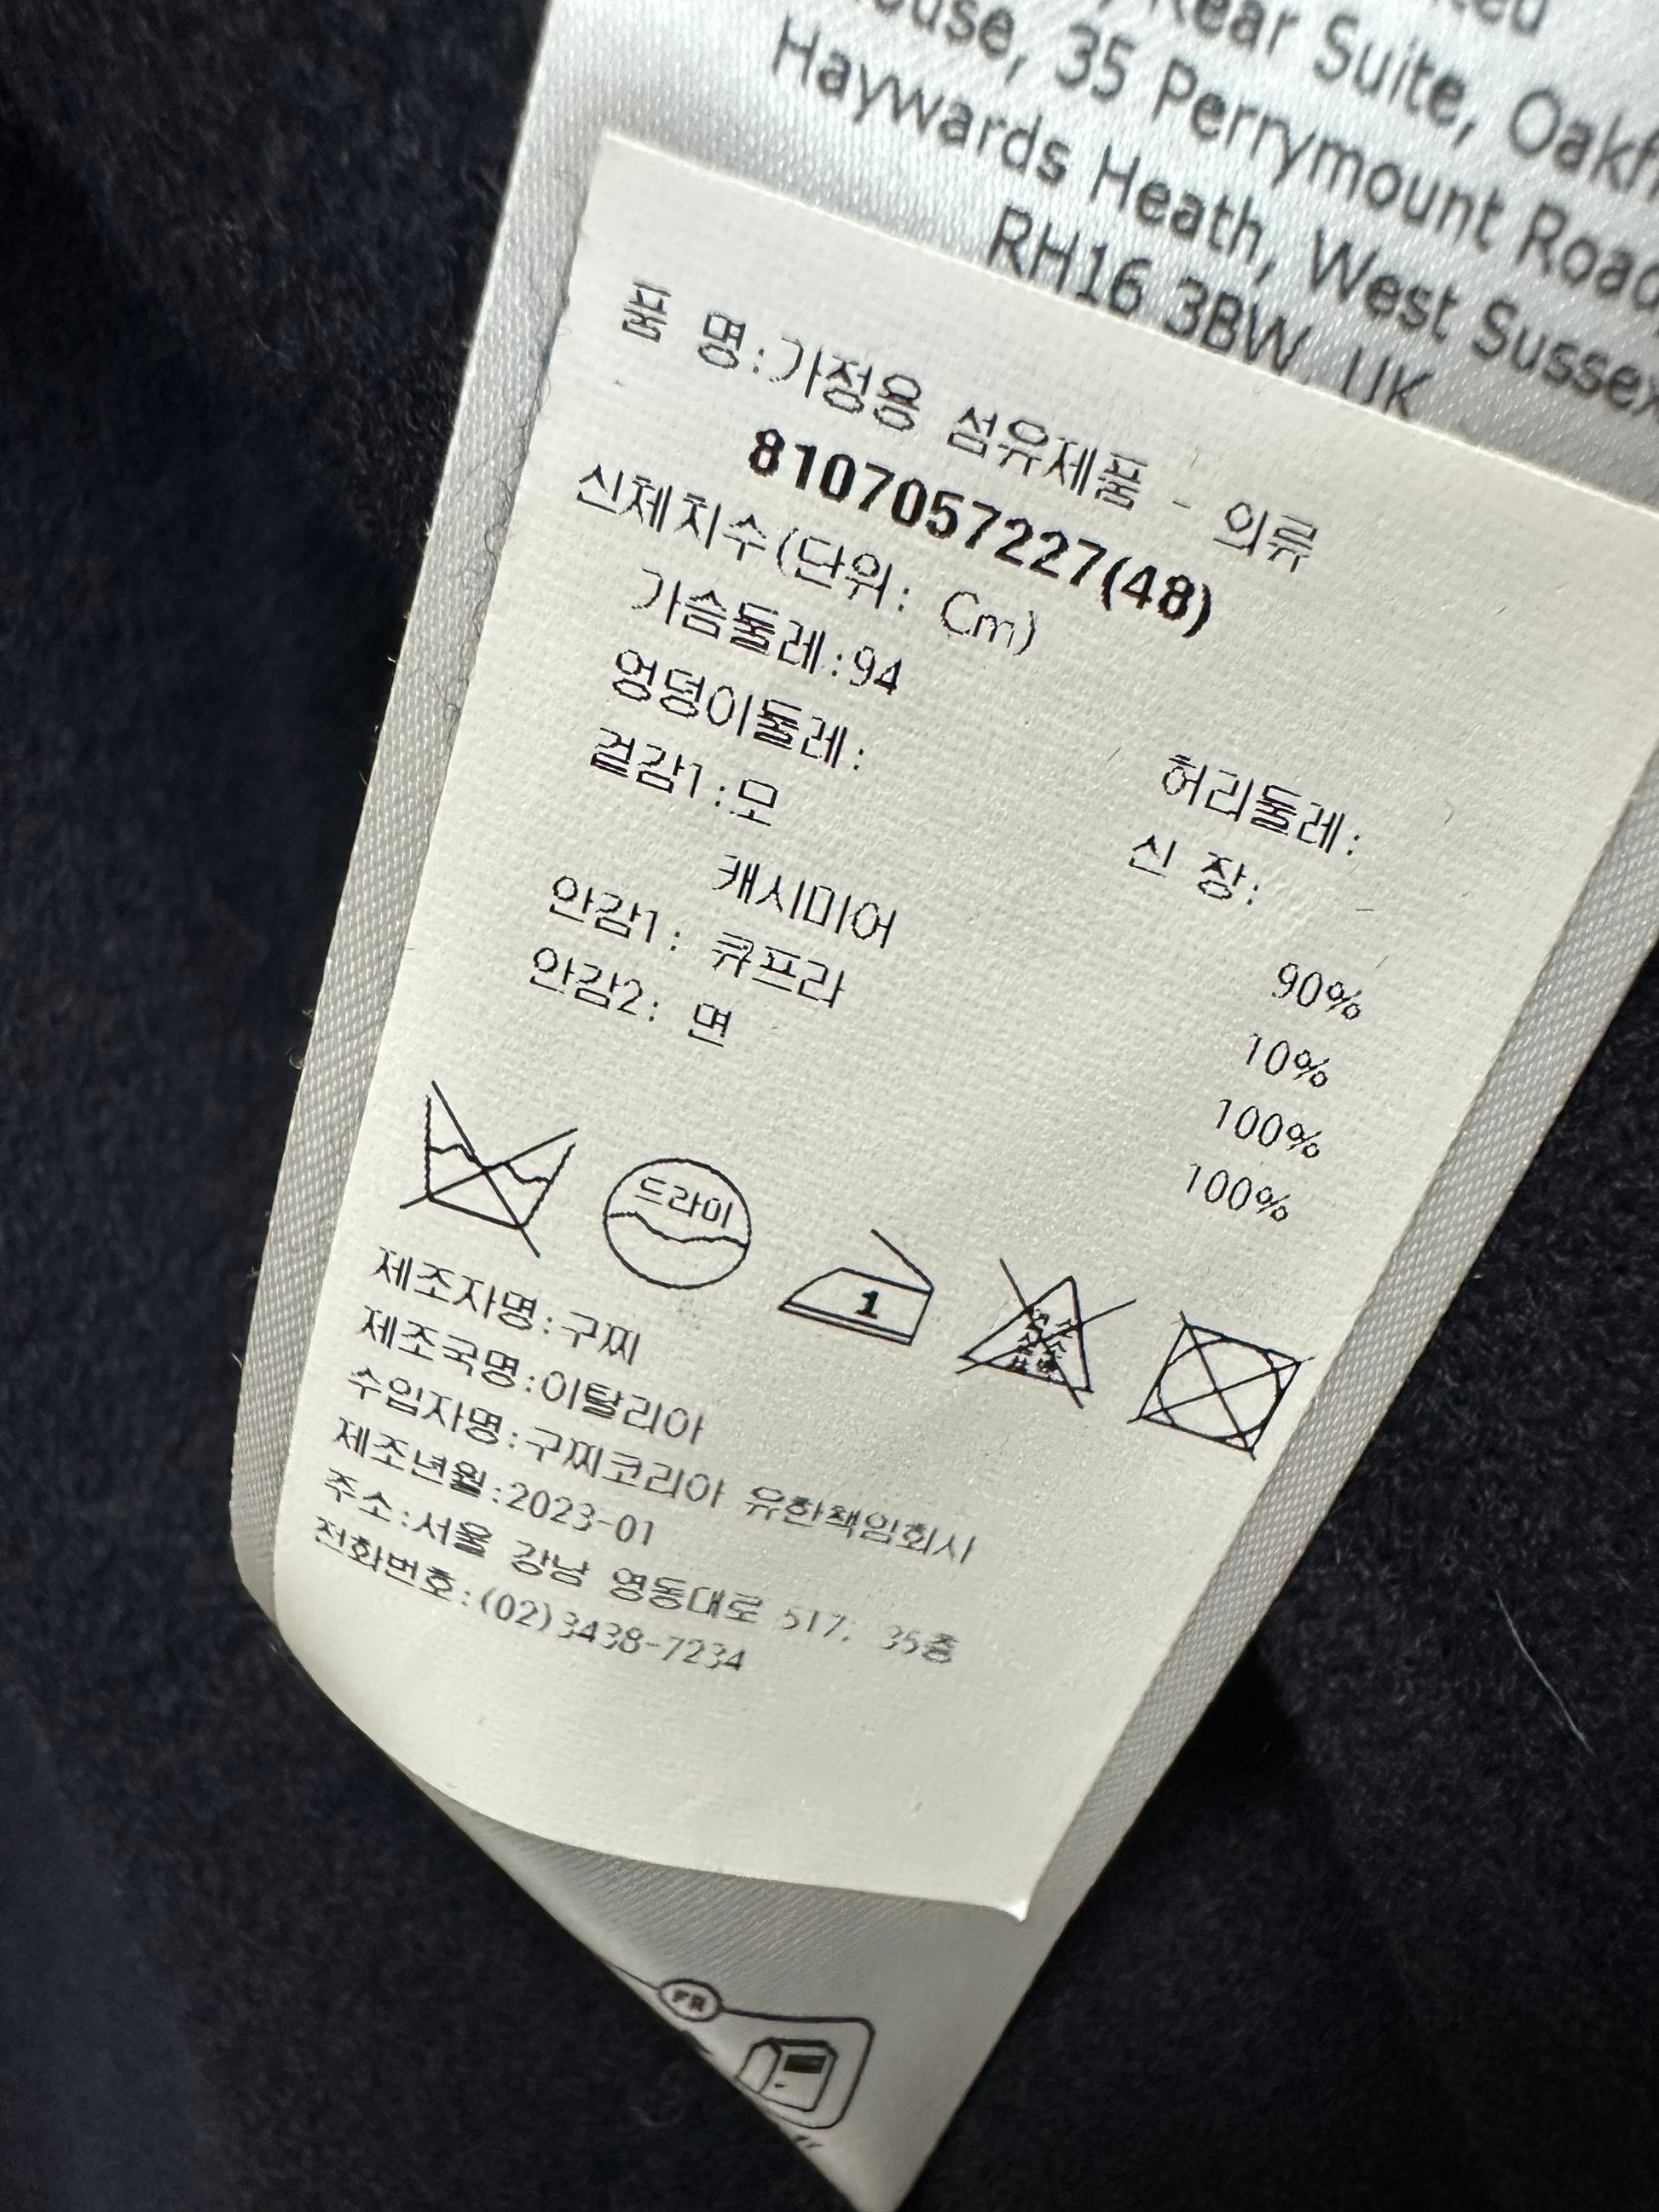 Rear Suite,
35 Perrymount Road,
Haywards Heath, West Sussex
RH16 3BW, UK
품 명:가정용 섬유제품 - 의류
8107057227(48)
신체치수(단위: Cm)
가슴둘레:94 허리둘레:
엉덩이둘레: 신 장:
겉감1:모 90%
캐시미어 10%
안감1: 큐프라 100%
안감2: 면 100%
드라이
1
제조자명:구찌
제조국명:이탈리아
수입자명:구찌코리아 유한책임회사
제조년월:2023-01
주소:서울 강남 영동대로 517, 35층
전화번호:(02)3438-7234
FR